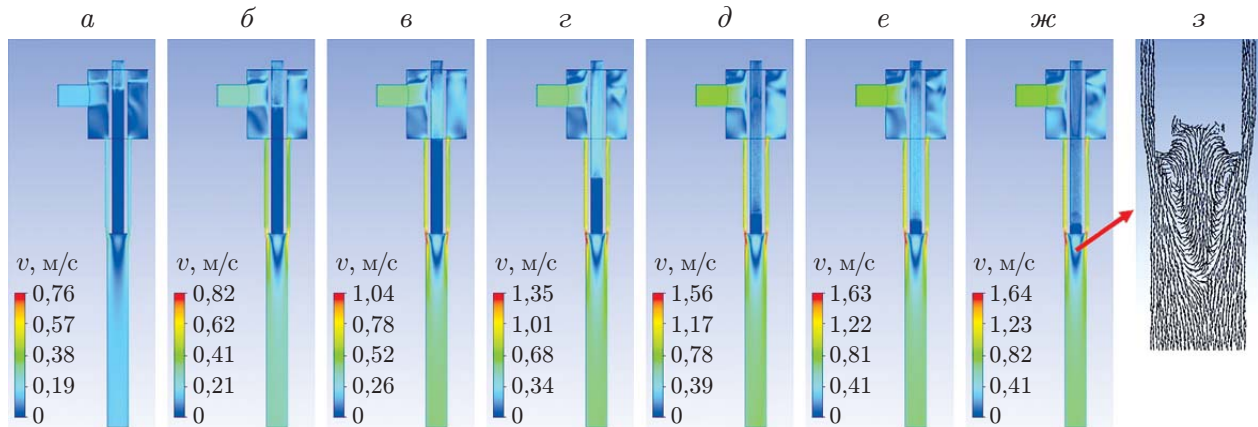 а б в г д е ж з
v, м/с v, м/с v, м/с v, м/с v, м/с v, м/с v, м/с
0,76 0,82 1,04 1,35 1,56 1,63 1,64
0,57 0,62 0,78 1,01 1,17 1,22 1,23
0,38 0,41 0,52 0,68 0,78 0,81 0,82
0,19 0,21 0,26 0,34 0,39 0,41 0,41
0 0 0 0 0 0 0